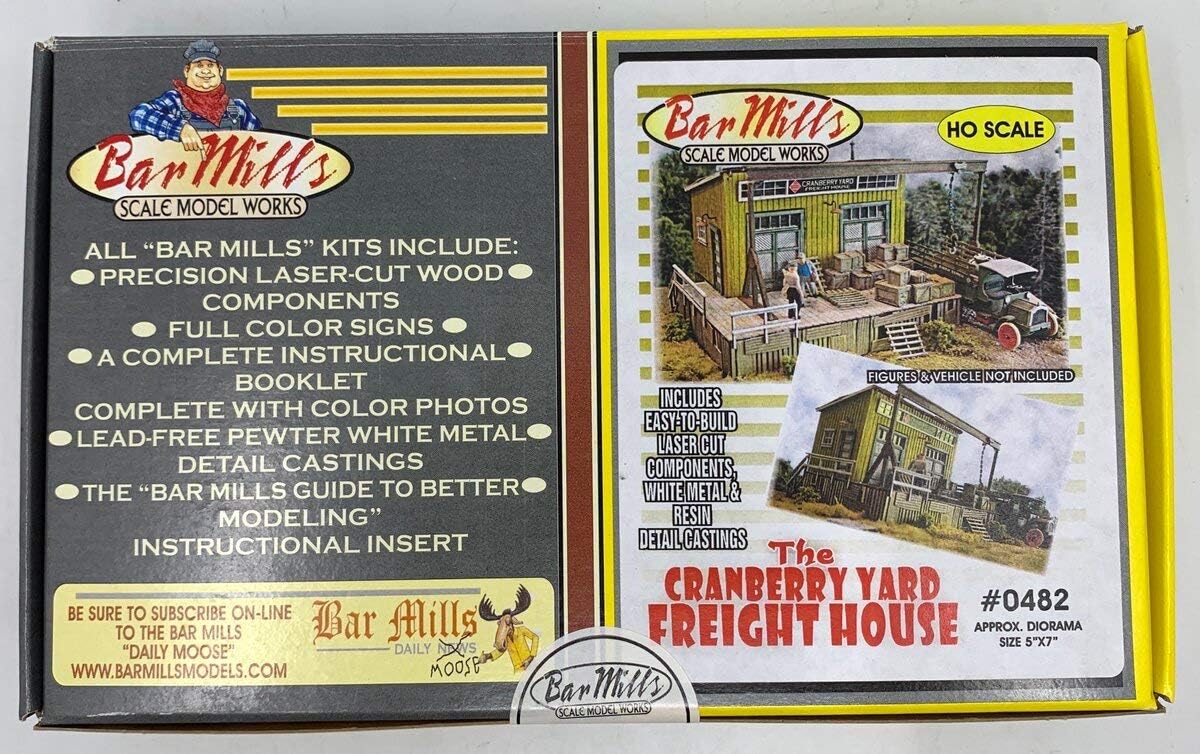 Bar Mills
SCALE MODEL WORKS
ALL “BAR MILLS” KITS INCLUDE:
PRECISION LASER-CUT WOOD
COMPONENTS
FULL COLOR SIGNS
A COMPLETE INSTRUCTIONAL
BOOKLET
COMPLETE WITH COLOR PHOTOS
LEAD-FREE PEWTER WHITE METAL
DETAIL CASTINGS
THE “BAR MILLS GUIDE TO BETTER
MODELING”
INSTRUCTIONAL INSERT
BE SURE TO SUBSCRIBE ON-LINE
TO THE BAR MILLS
"DAILY MOOSE"
WWW.BARMILLSMODELS.COM
Bar Mills
DAILY NEWS
MOOSE
Bar Mills
SCALE MODEL WORKS
HO SCALE
CRANBERRY YARD
FREIGHT HOUSE
FIGURES & VEHICLE NOT INCLUDED
INCLUDES
EASY-TO-BUILD
LASER CUT
COMPONENTS,
WHITE METAL &
RESIN
DETAIL CASTINGS
The
CRANBERRY YARD
FREIGHT HOUSE
#0482
APPROX. DIORAMA
SIZE 5"X7"
Bar Mills
SCALE MODEL WORKS